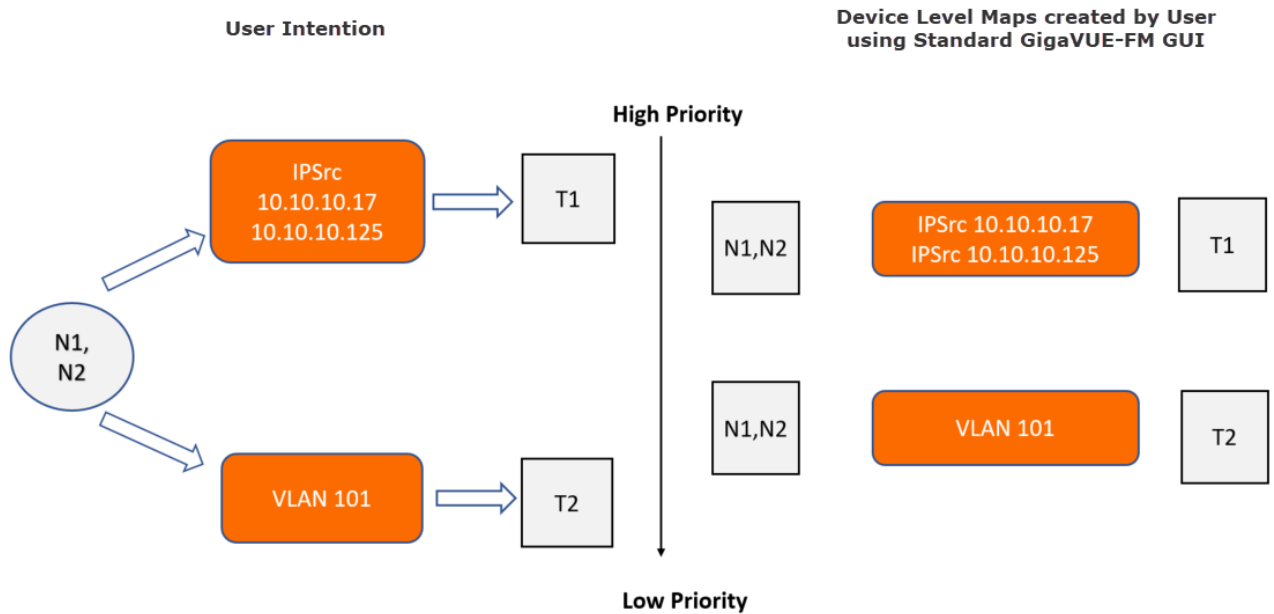 User Intention
Device Level Maps created by User
using Standard GigaVUE-FM GUI
High Priority
IPSrc
10.10.10.17
10.10.10.125
T1
N1,N2
IPSrc 10.10.10.17
IPSrc 10.10.10.125
T1
N1,
N2
VLAN 101
T2
N1,N2
VLAN 101
T2
Low Priority